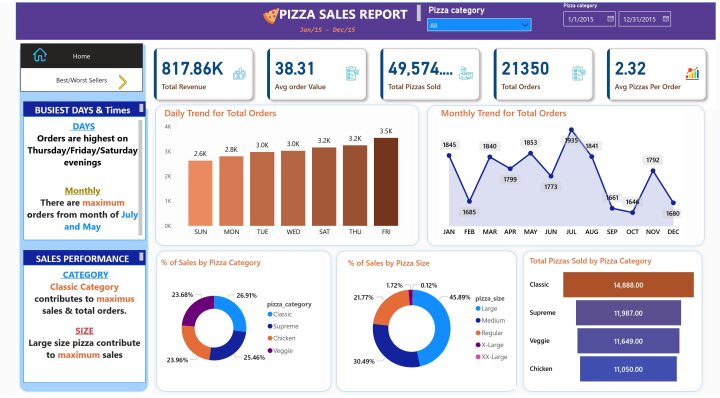 PIZZA SALES REPORT
Jan/15 - Dec/15
Pizza category
All
Pizza category
1/1/2015
12/31/2015
Home
Best/Worst Sellers
817.86K
Total Revenue
38.31
Avg order Value
49,574....
Total Pizzas Sold
21350
Total Orders
2.32
Avg Pizzas Per Order
BUSIEST DAYS & Times
DAYS
Orders are highest on
Thursday/Friday/Saturday
evenings
Monthly
There are maximum
orders from month of July
and May
SALES PERFORMANCE
CATEGORY
Classic Category
contributes to maximus
sales & total orders.
SIZE
Large size pizza contribute
to maximum sales
Daily Trend for Total Orders
4K
3K
2K
1K
0K
2.6K
2.8K
3.0K
3.0K
3.2K
3.2K
3.5K
SUN MON TUE WED SAT THU FRI
Monthly Trend for Total Orders
1845
1685
1840
1799
1853
1773
1935
1841
1661
1646
1792
1680
JAN FEB MAR APR MAY JUN JUL AUG SEP OCT NOV DEC
% of Sales by Pizza Category
23.68%
26.91%
23.96%
25.46%
pizza_category
Classic
Supreme
Chicken
Veggie
% of Sales by Pizza Size
1.72%
0.12%
21.77%
45.89%
30.49%
pizza_size
Large
Medium
Regular
X-Large
XX-Large
Total Pizzas Sold by Pizza Category
Classic 14,888.00
Supreme 11,987.00
Veggie 11,649.00
Chicken 11,050.00